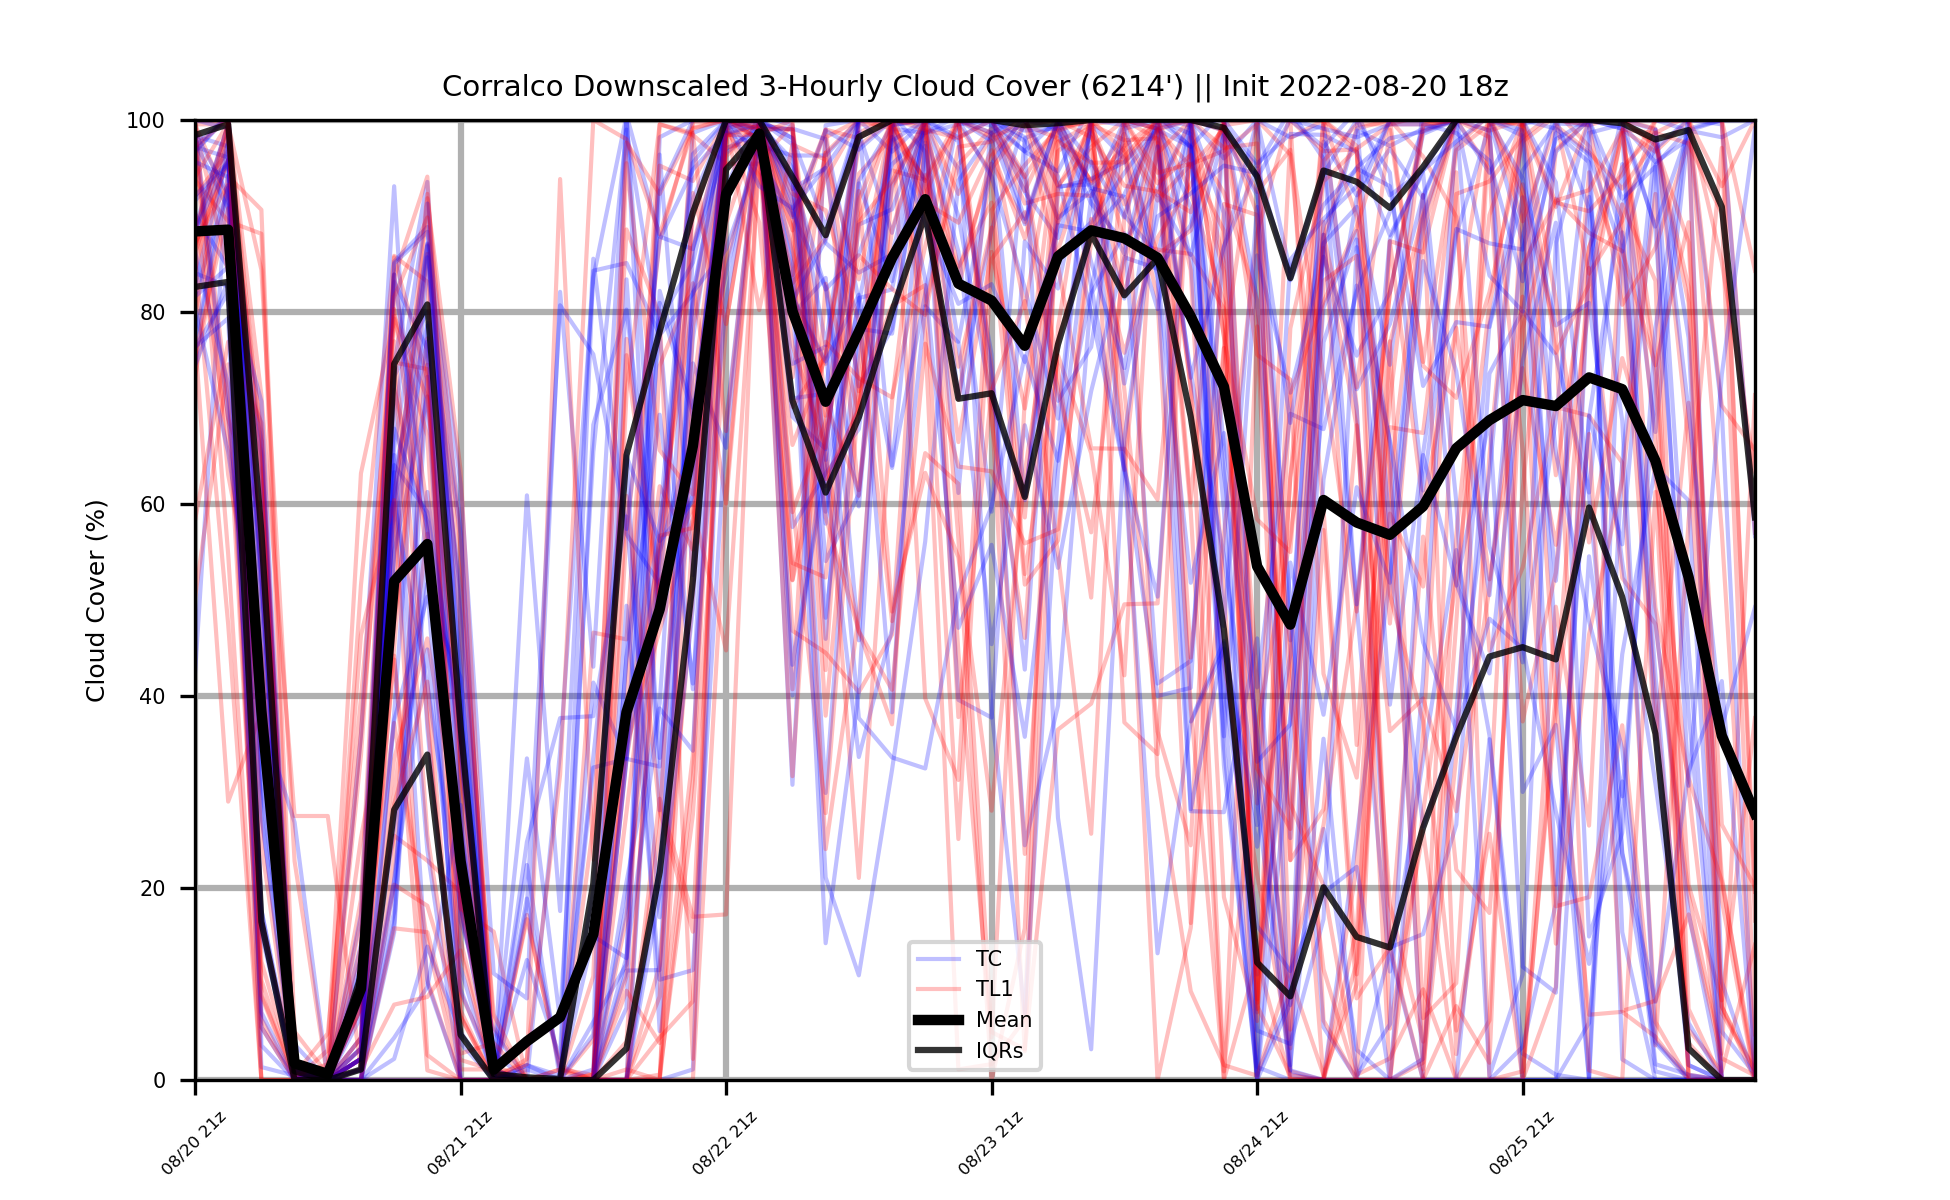 Corralco Downscaled 3-Hourly Cloud Cover (6214') || Init 2022-08-20 18z
Cloud Cover (%)
100
80
60
40
20
0
TC
TL1
Mean
IQRs
08/20 21z
08/21 21z
08/22 21z
08/23 21z
08/24 21z
08/25 21z